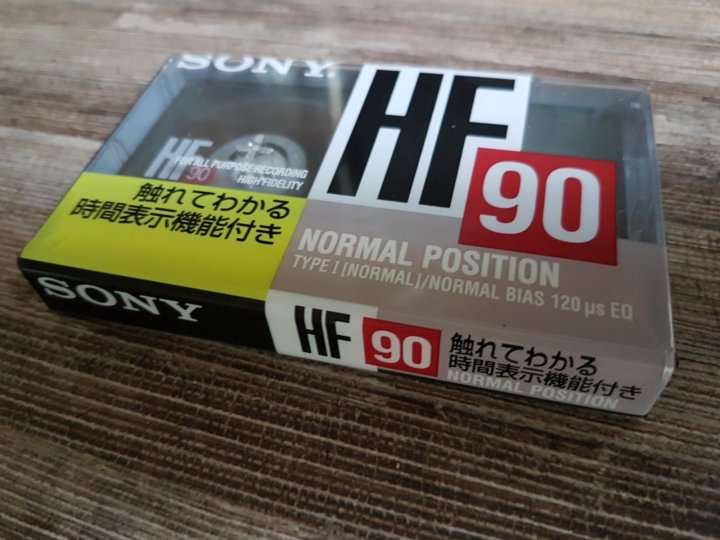 SONY
HF
90
FOR ALL PURPOSE RECORDING
HIGH FIDELITY
HF
90
触れてわかる
時間表示機能付き
NORMAL POSITION
TYPE I [NORMAL]/NORMAL BIAS 120 μs EQ
SONY
HF 90
触れてわかる
時間表示機能付き
NORMAL POSITION